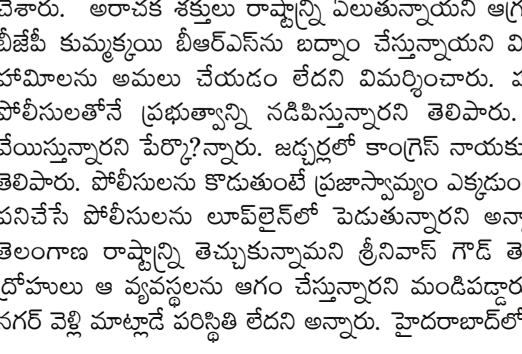 చేశారు. అరాచక శక్తులు రాష్ట్రాన్ని ఏలుతున్నాయని ఆగ్ర
బీజేపీ కుమ్మక్కయి బీఆర్ఎస్‌ను బద్నాం చేస్తున్నాయని వి
హామీలను అమలు చేయడం లేదని విమర్శించారు.
పోలీసులతోనే ప్రభుత్వాన్ని నడిపిస్తున్నారని తెలిపారు.
వేయిస్తున్నారని పేర్కొ?న్నారు. జడ్చర్లలో కాంగ్రెస్ నాయకు
తెలిపారు. పోలీసులను కొడుతుంటే ప్రజాస్వామ్యం ఎక్కడుం
పనిచేసే పోలీసులను లూప్‌లైన్‌లో పెడుతున్నారని అన్నా
తెలంగాణ రాష్ట్రాన్ని తెచ్చుకున్నామని శ్రీనివాస్ గౌడ్ తె
ద్రోహులు ఆ వ్యవస్థలను ఆగం చేస్తున్నారని మండిపడ్డారు
నగర్ వెళ్లి మాట్లాడే పరిస్థితి లేదని అన్నారు. హైదరాబాద్‌లో